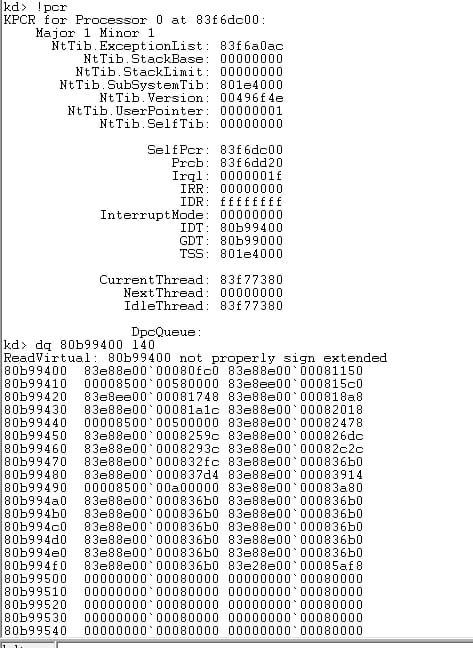 kd> !pcr
KPCR for Processor 0 at 83f6dc00:
Major 1 Minor 1
NtTib.ExceptionList: 83f6a0ac
NtTib.StackBase: 00000000
NtTib.StackLimit: 00000000
NtTib.SubSystemTib: 801e4000
NtTib.Version: 00496f4e
NtTib.UserPointer: 00000001
NtTib.SelfTib: 00000000
SelfPcr: 83f6dc00
Prcb: 83f6dd20
Irql: 0000001f
IRR: 00000000
IDR: ffffffff
InterruptMode: 00000000
IDT: 80b99400
GDT: 80b99000
TSS: 801e4000
CurrentThread: 83f77380
NextThread: 00000000
IdleThread: 83f77380
DpcQueue:
kd> dq 80b99400 l40
ReadVirtual: 80b99400 not properly sign extended
80b99400 83e88e00`00080fc0 83e88e00`00081150
80b99410 00008500`00580000 83e8ee00`000815c0
80b99420 83e8ee00`00081748 83e88e00`000818a8
80b99430 83e88e00`00081a1c 83e88e00`00082018
80b99440 00008500`00500000 83e88e00`00082478
80b99450 83e88e00`0008259c 83e88e00`000826dc
80b99460 83e88e00`0008293c 83e88e00`00082c2c
80b99470 83e88e00`000832fc 83e88e00`000836b0
80b99480 83e88e00`000837d4 83e88e00`00083914
80b99490 00008500`00a00000 83e88e00`00083a80
80b994a0 83e88e00`000836b0 83e88e00`000836b0
80b994b0 83e88e00`000836b0 83e88e00`000836b0
80b994c0 83e88e00`000836b0 83e88e00`000836b0
80b994d0 83e88e00`000836b0 83e88e00`000836b0
80b994e0 83e88e00`000836b0 83e88e00`000836b0
80b994f0 83e88e00`000836b0 83e28e00`00085af8
80b99500 00000000`00080000 00000000`00080000
80b99510 00000000`00080000 00000000`00080000
80b99520 00000000`00080000 00000000`00080000
80b99530 00000000`00080000 00000000`00080000
80b99540 00000000`00080000 00000000`00080000